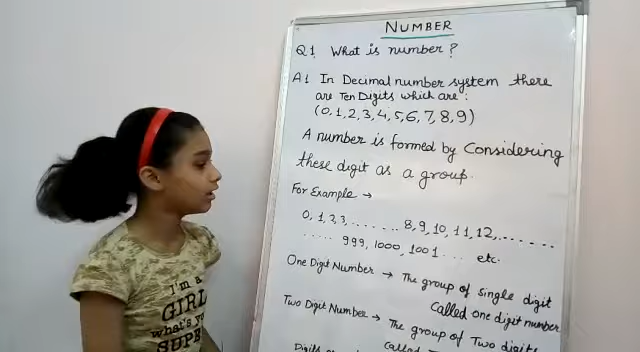 NUMBER
Q1. What is number?
A1 In Decimal number system there
are Ten Digits which are:
(0,1,2,3,4,5,6,7,8,9)
A number is formed by Considering
these digit as a group.
For Example →
0, 1, 2, 3, ....... 8, 9, 10, 11, 12, .......
..... 999, 1000, 1001 ... etc.
One Digit Number → The group of single digit
Called one digit number
Two Digit Number → The group of Two digits
called
Digits
I'm a
GIRL
what's you
SUPE